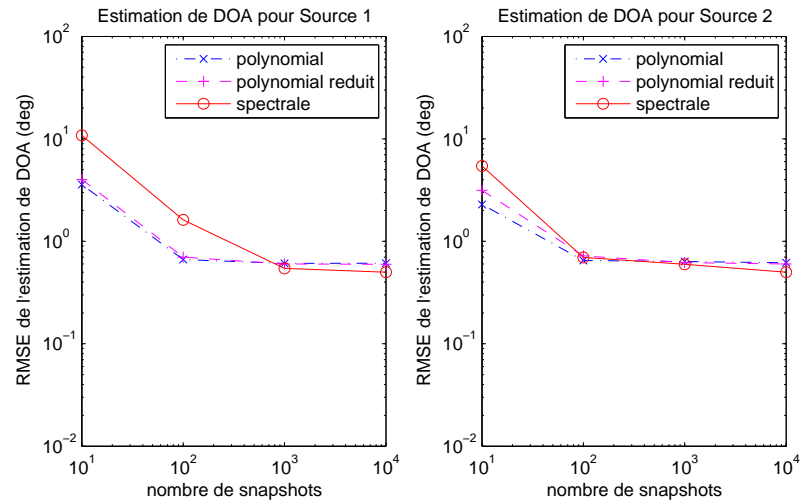 Estimation de DOA pour Source 1
RMSE de l'estimation de DOA (deg)
10^2
10^1
10^0
10^-1
10^-2
polynomial
polynomial reduit
spectrale
10^1 10^2 10^3 10^4
nombre de snapshots
Estimation de DOA pour Source 2
RMSE de l'estimation de DOA (deg)
10^2
10^1
10^0
10^-1
10^-2
polynomial
polynomial reduit
spectrale
10^1 10^2 10^3 10^4
nombre de snapshots